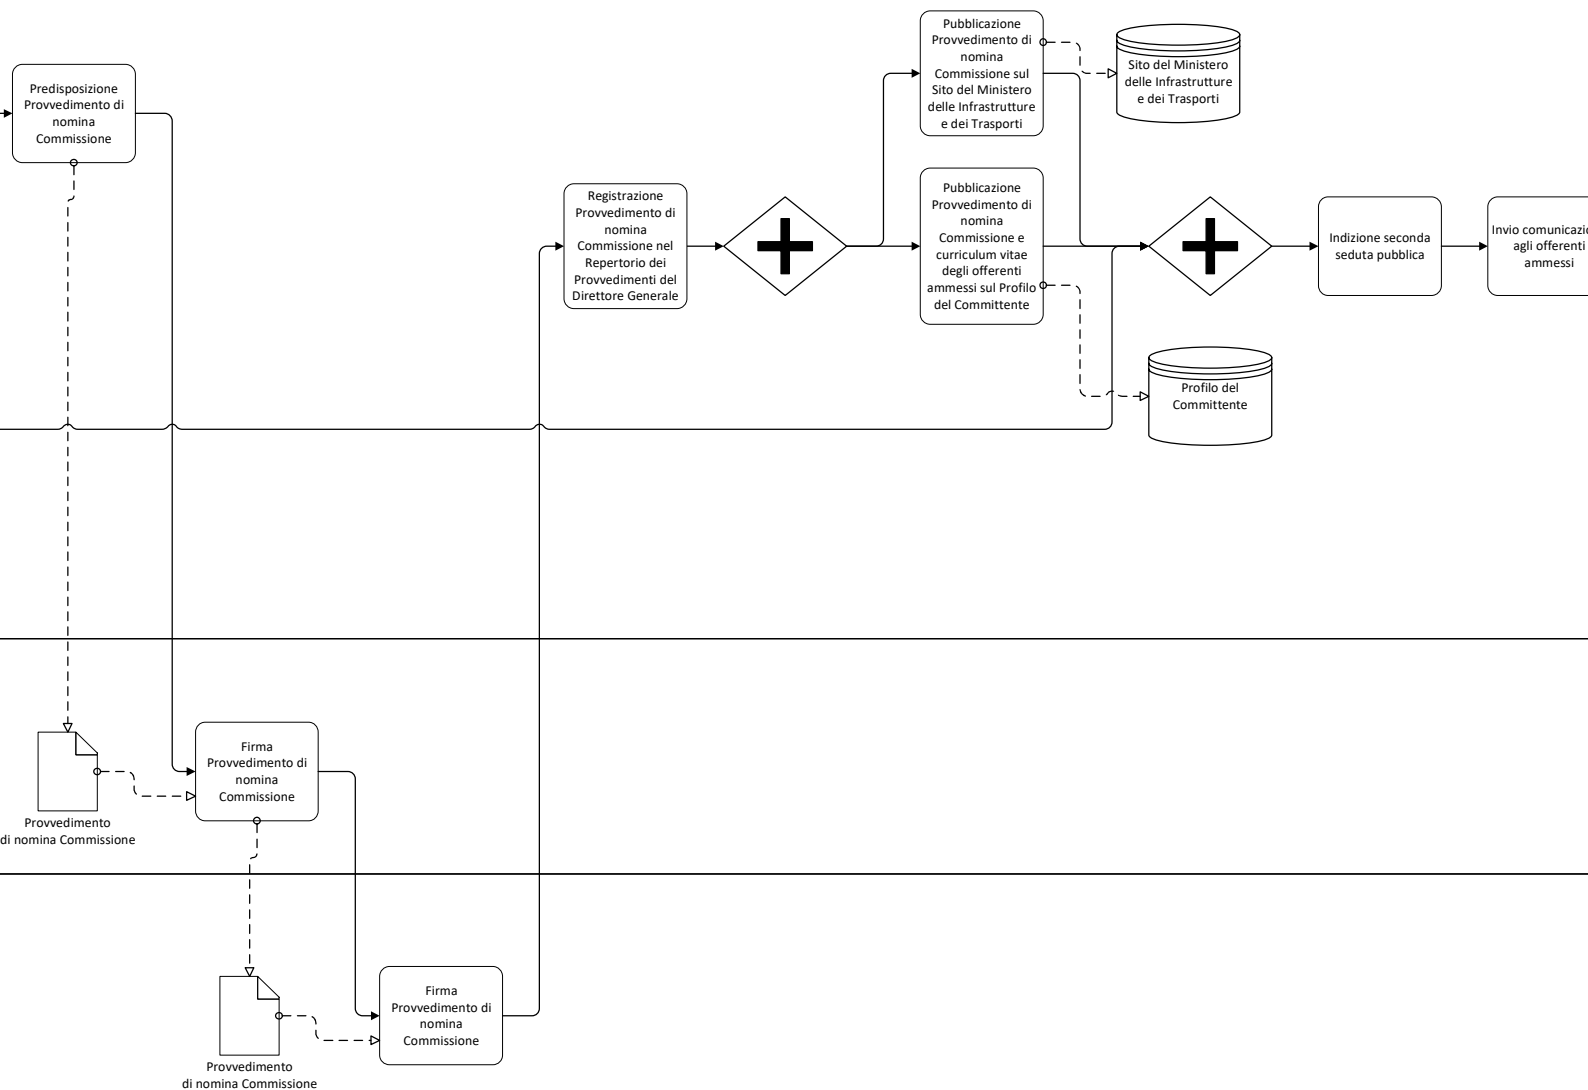 Predisposizione
Provvedimento di
nomina
Commissione
Registrazione
Provvedimento di
nomina
Commissione nel
Repertorio dei
Provvedimenti del
Direttore Generale
Pubblicazione
Provvedimento di
nomina
Commissione sul
Sito del Ministero
delle Infrastrutture
e dei Trasporti
Sito del Ministero
delle Infrastrutture
e dei Trasporti
Pubblicazione
Provvedimento di
nomina
Commissione e
curriculum vitae
degli offerenti
ammessi sul Profilo
del Committente
Profilo del
Committente
Indizione seconda
seduta pubblica
Invio comunicazio
agli offerenti
ammessi
Provvedimento
di nomina Commissione
Firma
Provvedimento di
nomina
Commissione
Provvedimento
di nomina Commissione
Firma
Provvedimento di
nomina
Commissione